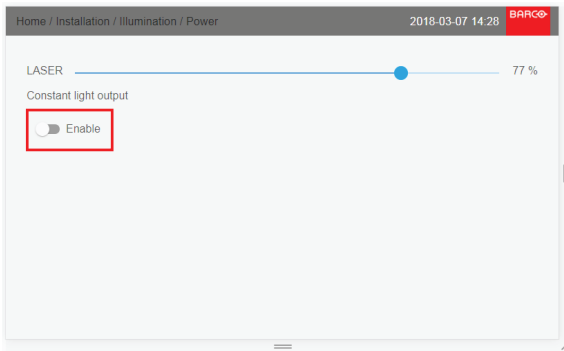 Home / Installation / Illumination / Power 2018-03-07 14:28 BARCO
LASER 77 %
Constant light output
Enable